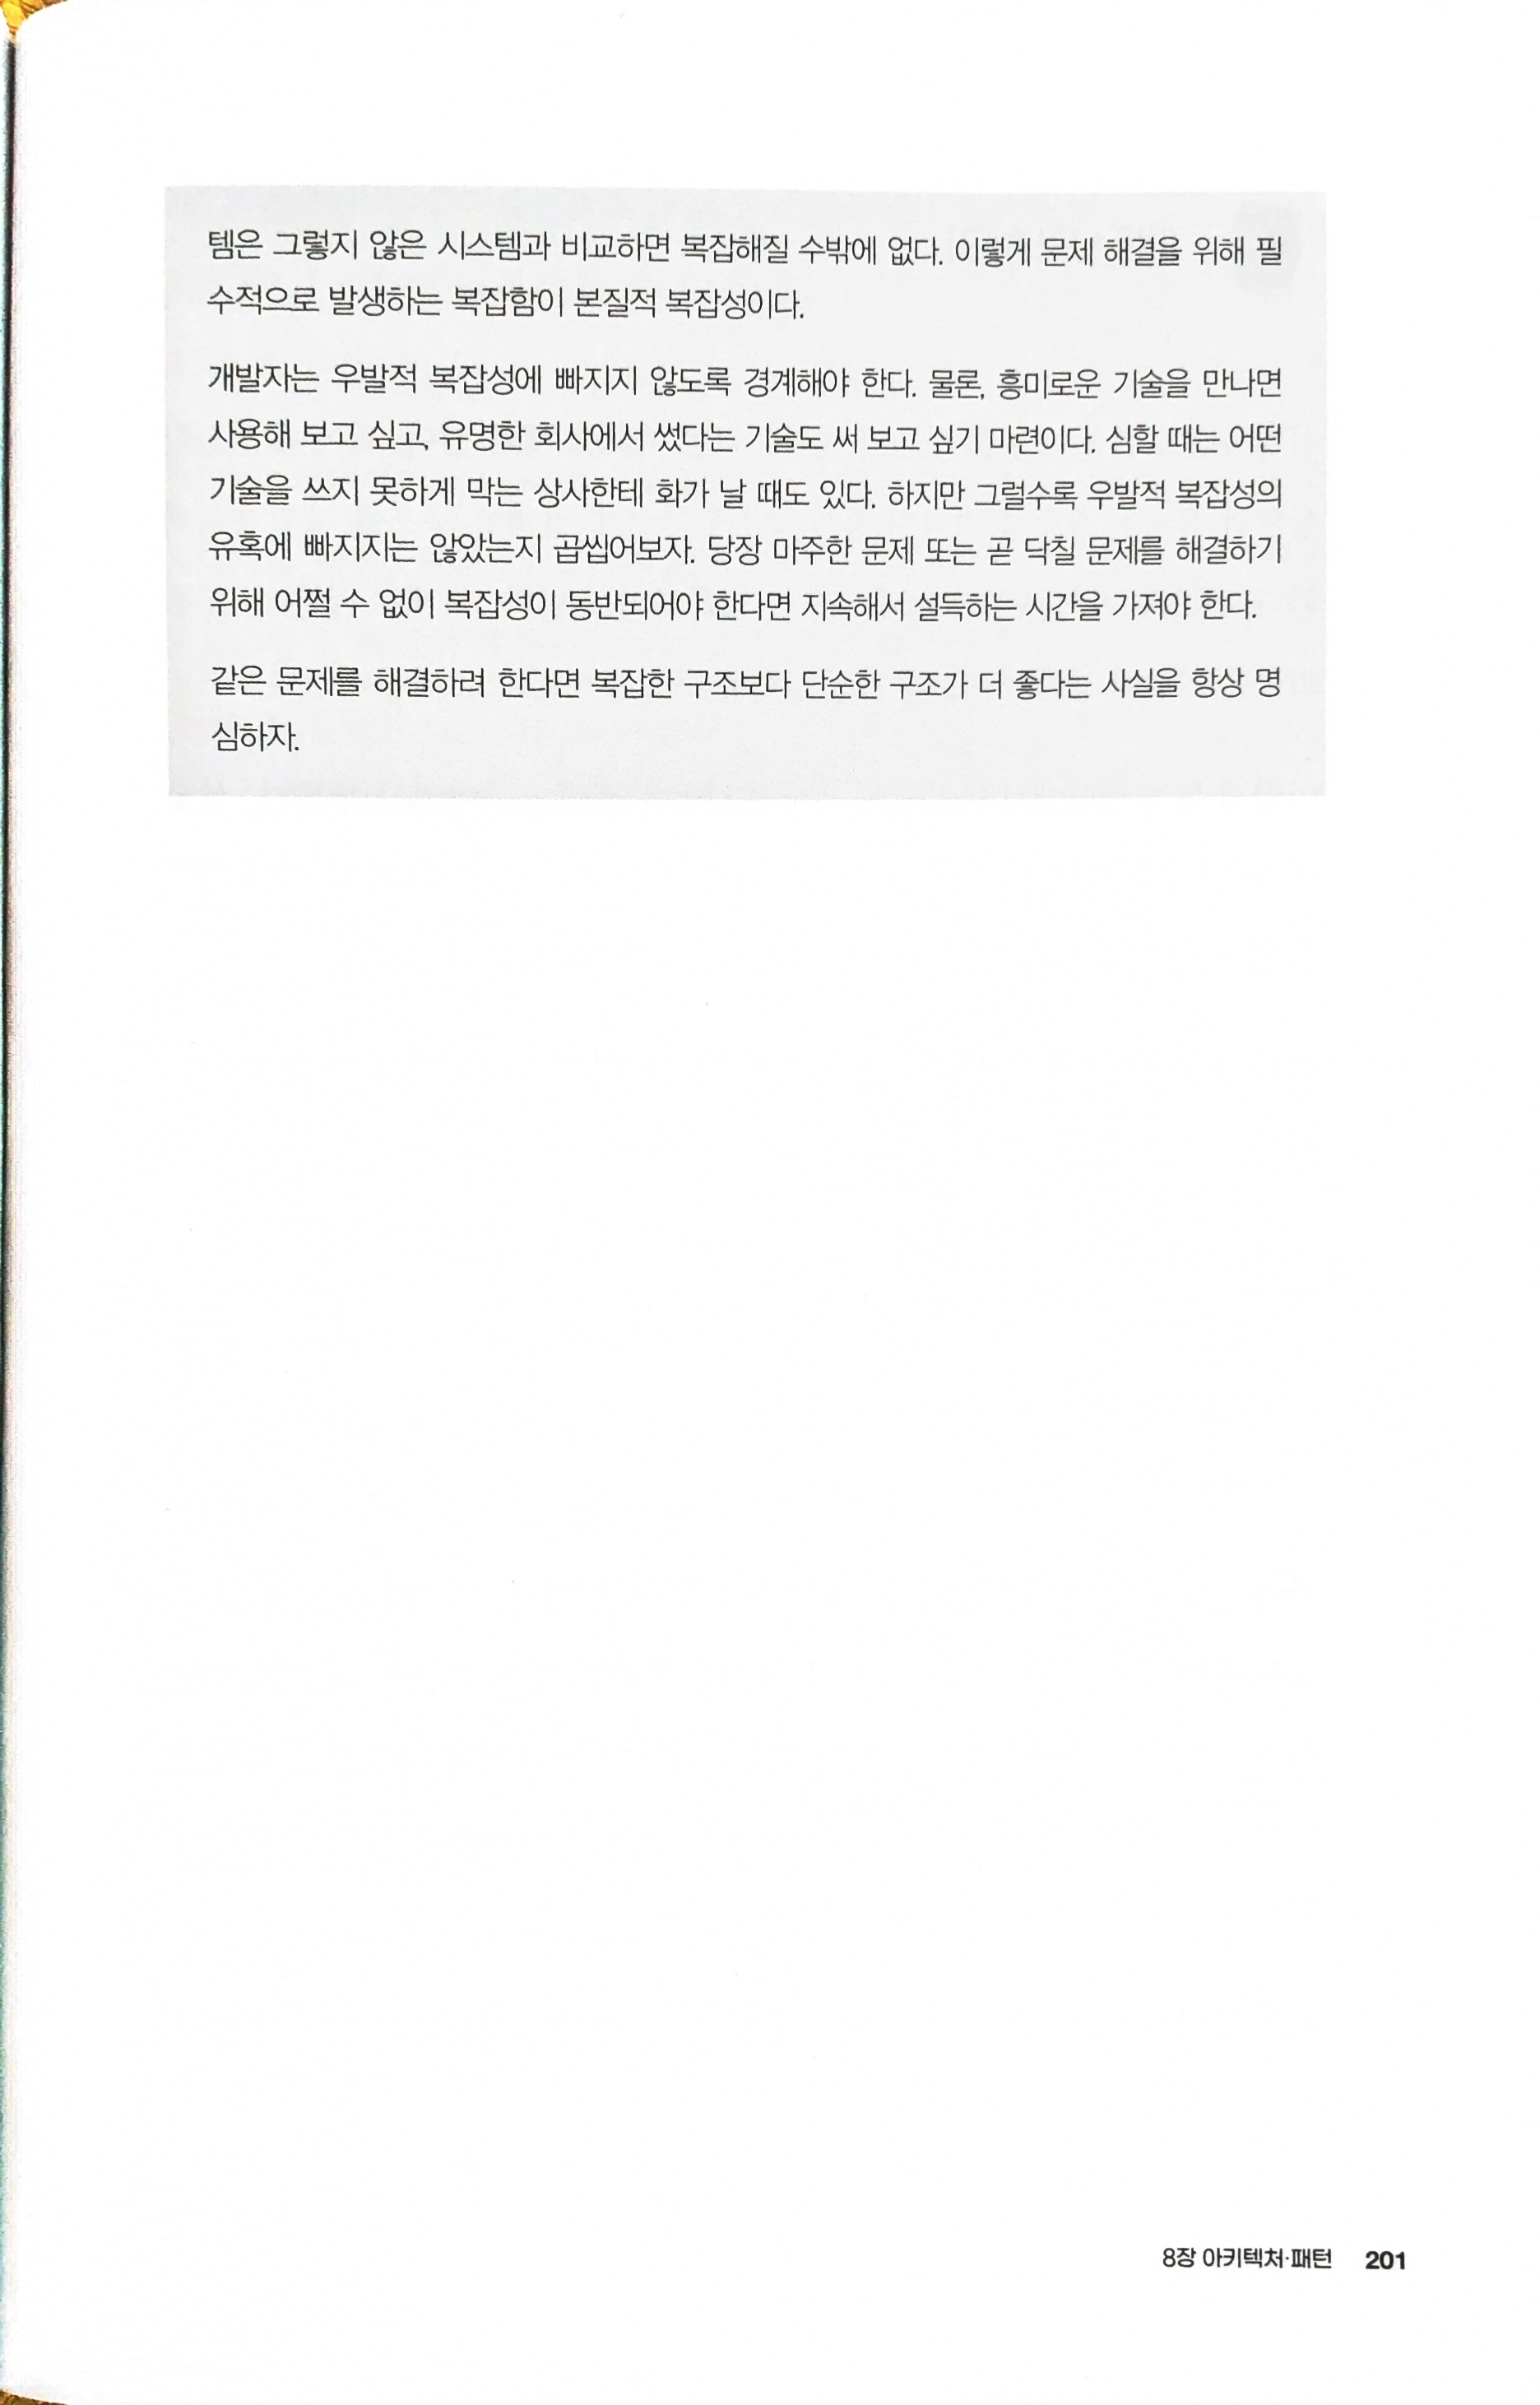 템은 그렇지 않은 시스템과 비교하면 복잡해질 수밖에 없다. 이렇게 문제 해결을 위해 필
수적으로 발생하는 복잡함이 본질적 복잡성이다.
개발자는 우발적 복잡성에 빠지지 않도록 경계해야 한다. 물론, 흥미로운 기술을 만나면
사용해 보고 싶고, 유명한 회사에서 썼다는 기술도 써 보고 싶기 마련이다. 심할 때는 어떤
기술을 쓰지 못하게 막는 상사한테 화가 날 때도 있다. 하지만 그럴수록 우발적 복잡성의
유혹에 빠지지는 않았는지 곱씹어보자. 당장 마주한 문제 또는 곧 닥칠 문제를 해결하기
위해 어쩔 수 없이 복잡성이 동반되어야 한다면 지속해서 설득하는 시간을 가져야 한다.
같은 문제를 해결하려 한다면 복잡한 구조보다 단순한 구조가 더 좋다는 사실을 항상 명
심하자.
8장 아키텍처·패턴 201